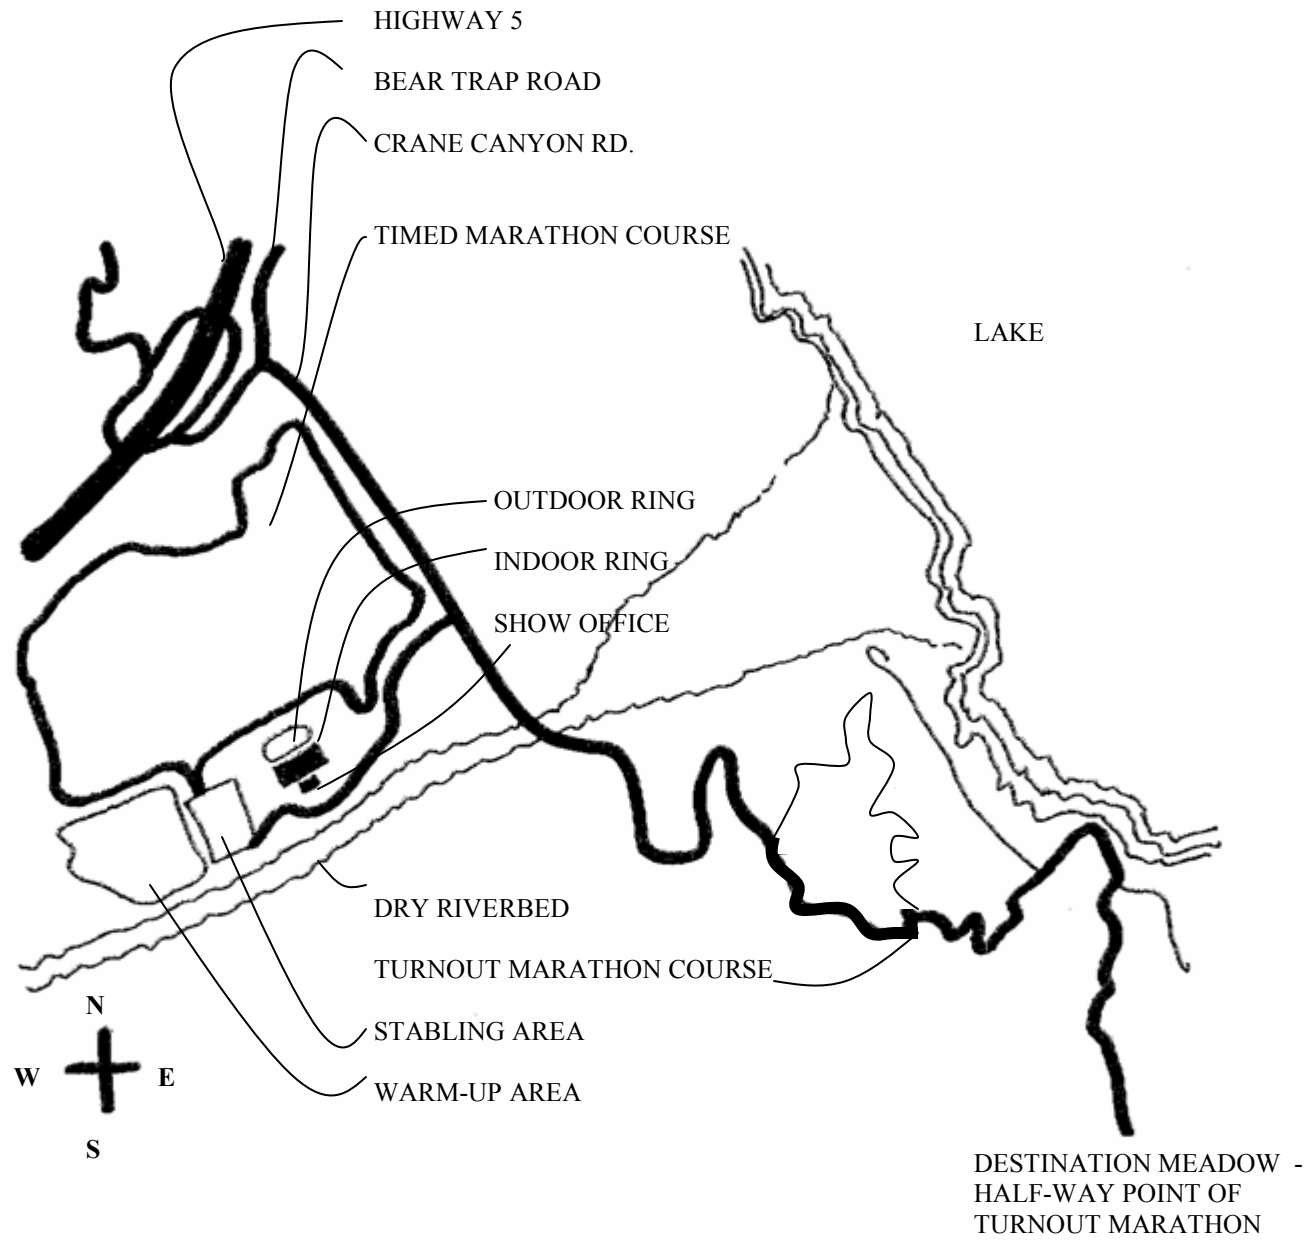 HIGHWAY 5
BEAR TRAP ROAD
CRANE CANYON RD.
TIMED MARATHON COURSE
LAKE
OUTDOOR RING
INDOOR RING
SHOW OFFICE
DRY RIVERBED
TURNOUT MARATHON COURSE
N
STABLING AREA
W E
WARM-UP AREA
S
DESTINATION MEADOW -
HALF-WAY POINT OF
TURNOUT MARATHON